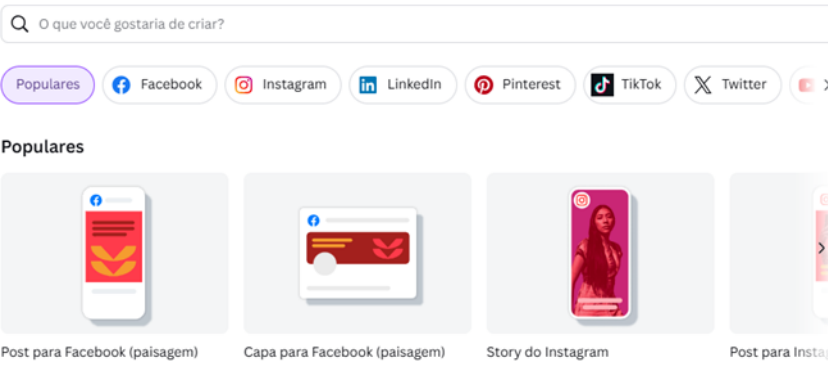 O que você gostaria de criar?
Populares
Facebook
Instagram
LinkedIn
Pinterest
TikTok
Twitter
Populares
Post para Facebook (paisagem)
Capa para Facebook (paisagem)
Story do Instagram
Post para